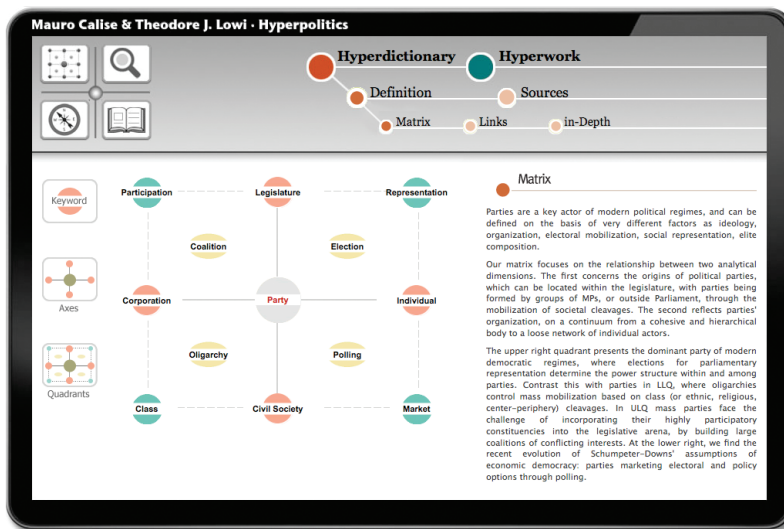 Mauro Calise & Theodore J. Lowi · Hyperpolitics
Hyperdictionary Hyperwork
Definition Sources
Matrix Links in-Depth
Keyword
Axes
Quadrants
Participation Legislature Representation
Coalition Election
Corporation Party Individual
Oligarchy Polling
Class Civil Society Market
Matrix
Parties are a key actor of modern political regimes, and can be
defined on the basis of very different factors as ideology,
organization, electoral mobilization, social representation, elite
composition.
Our matrix focuses on the relationship between two analytical
dimensions. The first concerns the origins of political parties,
which can be located within the legislature, with parties being
formed by groups of MPs, or outside Parliament, through the
mobilization of societal cleavages. The second reflects parties'
organization, on a continuum from a cohesive and hierarchical
body to a loose network of individual actors.
The upper right quadrant presents the dominant party of modern
democratic regimes, where elections for parliamentary
representation determine the power structure within and among
parties. Contrast this with parties in LLQ, where oligarchies
control mass mobilization based on class (or ethnic, religious,
center-periphery) cleavages. In ULQ mass parties face the
challenge of incorporating their highly participatory
constituencies into the legislative arena, by building large
coalitions of conflicting interests. At the lower right, we find the
recent evolution of Schumpeter-Downs' assumptions of
economic democracy: parties marketing electoral and policy
options through polling.